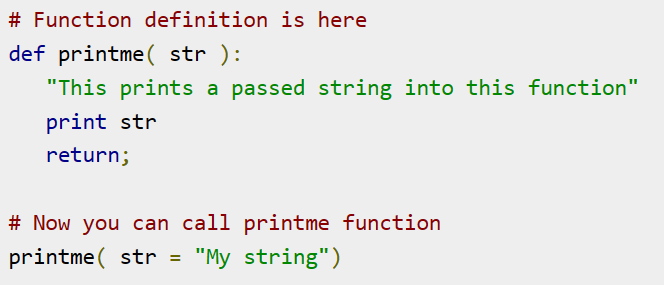 # Function definition is here
def printme( str ):
   "This prints a passed string into this function"
   print str
   return;

# Now you can call printme function
printme( str = "My string")